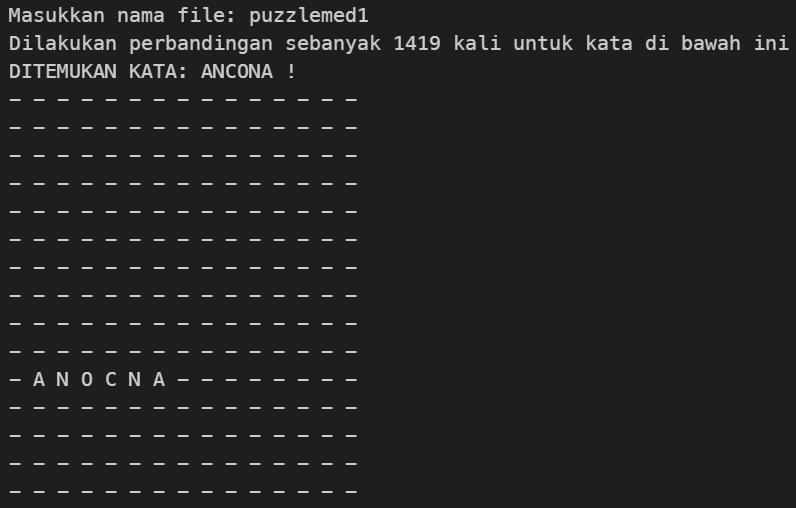 Masukkan nama file: puzzlemed1
Dilakukan perbandingan sebanyak 1419 kali untuk kata di bawah ini
DITEMUKAN KATA: ANCONA !
- - - - - - - - - - - - - - -
- - - - - - - - - - - - - - -
- - - - - - - - - - - - - - -
- - - - - - - - - - - - - - -
- - - - - - - - - - - - - - -
- - - - - - - - - - - - - - -
- - - - - - - - - - - - - - -
- - - - - - - - - - - - - - -
- - - - - - - - - - - - - - -
- - - - - - - - - - - - - - -
- A N O C N A - - - - - - - -
- - - - - - - - - - - - - - -
- - - - - - - - - - - - - - -
- - - - - - - - - - - - - - -
- - - - - - - - - - - - - - -